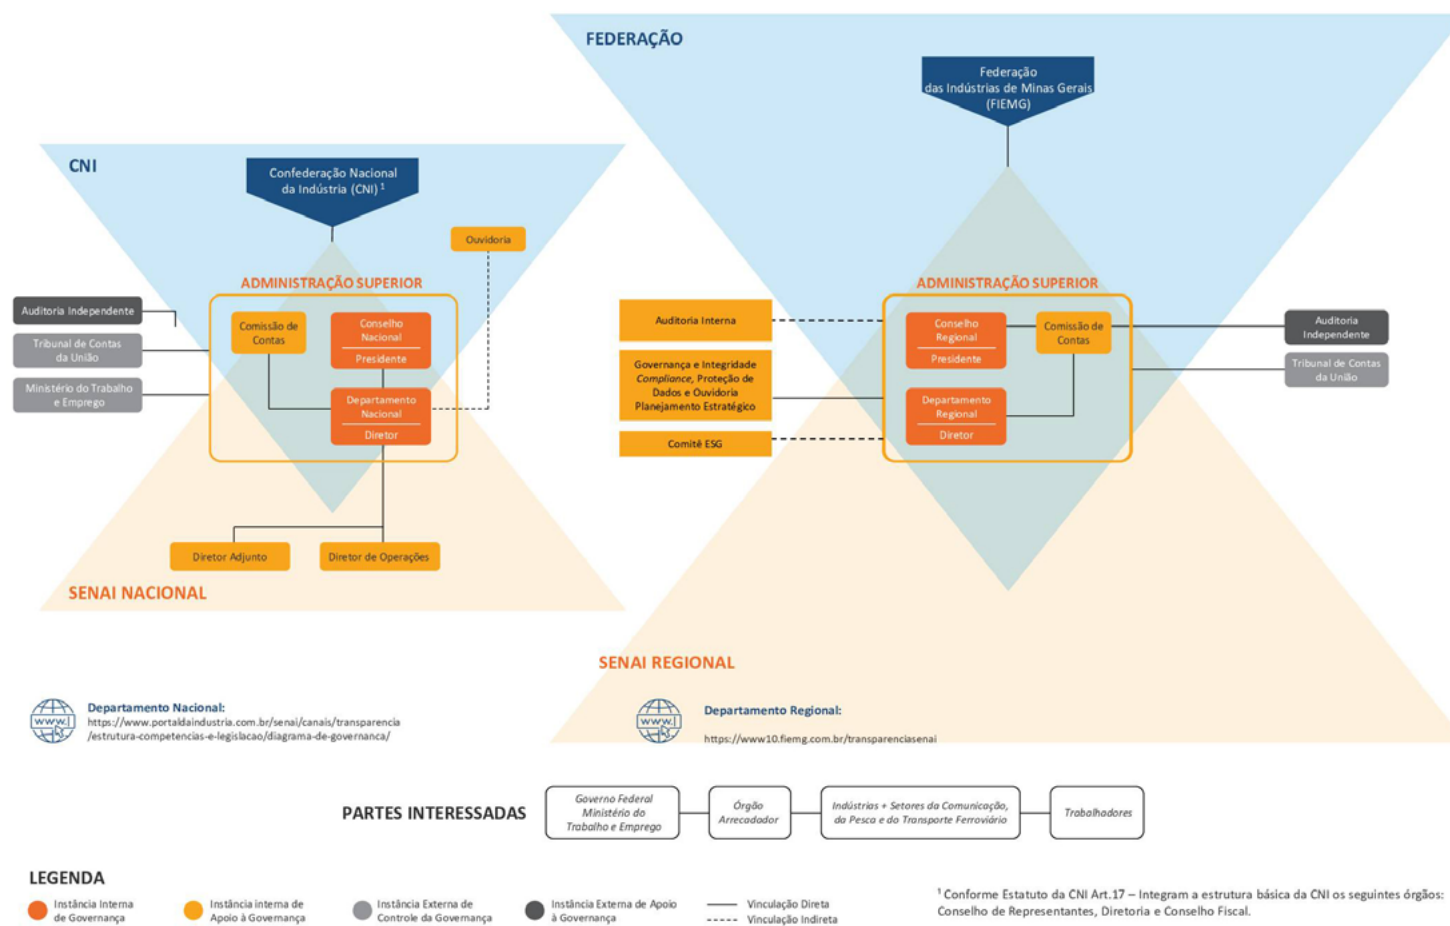 FEDERAÇÃO
Federação
das Indústrias de Minas Gerais
(FIEMG)
CNI
Confederação Nacional
da Indústria (CNI) ¹
Ouvidoria
ADMINISTRAÇÃO SUPERIOR
Auditoria Independente
Tribunal de Contas
da União
Ministério do Trabalho
e Emprego
Comissão de
Contas
Conselho
Nacional
Presidente
Departamento
Nacional
Diretor
Diretor Adjunto
Diretor de Operações
SENAI NACIONAL
ADMINISTRAÇÃO SUPERIOR
Auditoria Interna
Governança e Integridade
Compliance, Proteção de
Dados e Ouvidoria
Planejamento Estratégico
Comitê ESG
Conselho
Regional
Presidente
Departamento
Regional
Diretor
Comissão de
Contas
Auditoria
Independente
Tribunal de Contas
da União
SENAI REGIONAL
www.
Departamento Nacional:
https://www.portaldaindustria.com.br/senai/canais/transparencia
/estrutura-competencias-e-legislacao/diagrama-de-governanca/
www.
Departamento Regional:
https://www10.fiemg.com.br/transparenciasenai
PARTES INTERESSADAS
Governo Federal
Ministério do
Trabalho e Emprego
Órgão
Arrecadador
Indústrias + Setores da Comunicação,
da Pesca e do Transporte Ferroviário
Trabalhadores
LEGENDA
Instância Interna
de Governança
Instância interna de
Apoio à Governança
Instância Externa de
Controle da Governança
Instância Externa de Apoio
à Governança
Vinculação Direta
Vinculação Indireta
¹ Conforme Estatuto da CNI Art.17 – Integram a estrutura básica da CNI os seguintes órgãos:
Conselho de Representantes, Diretoria e Conselho Fiscal.